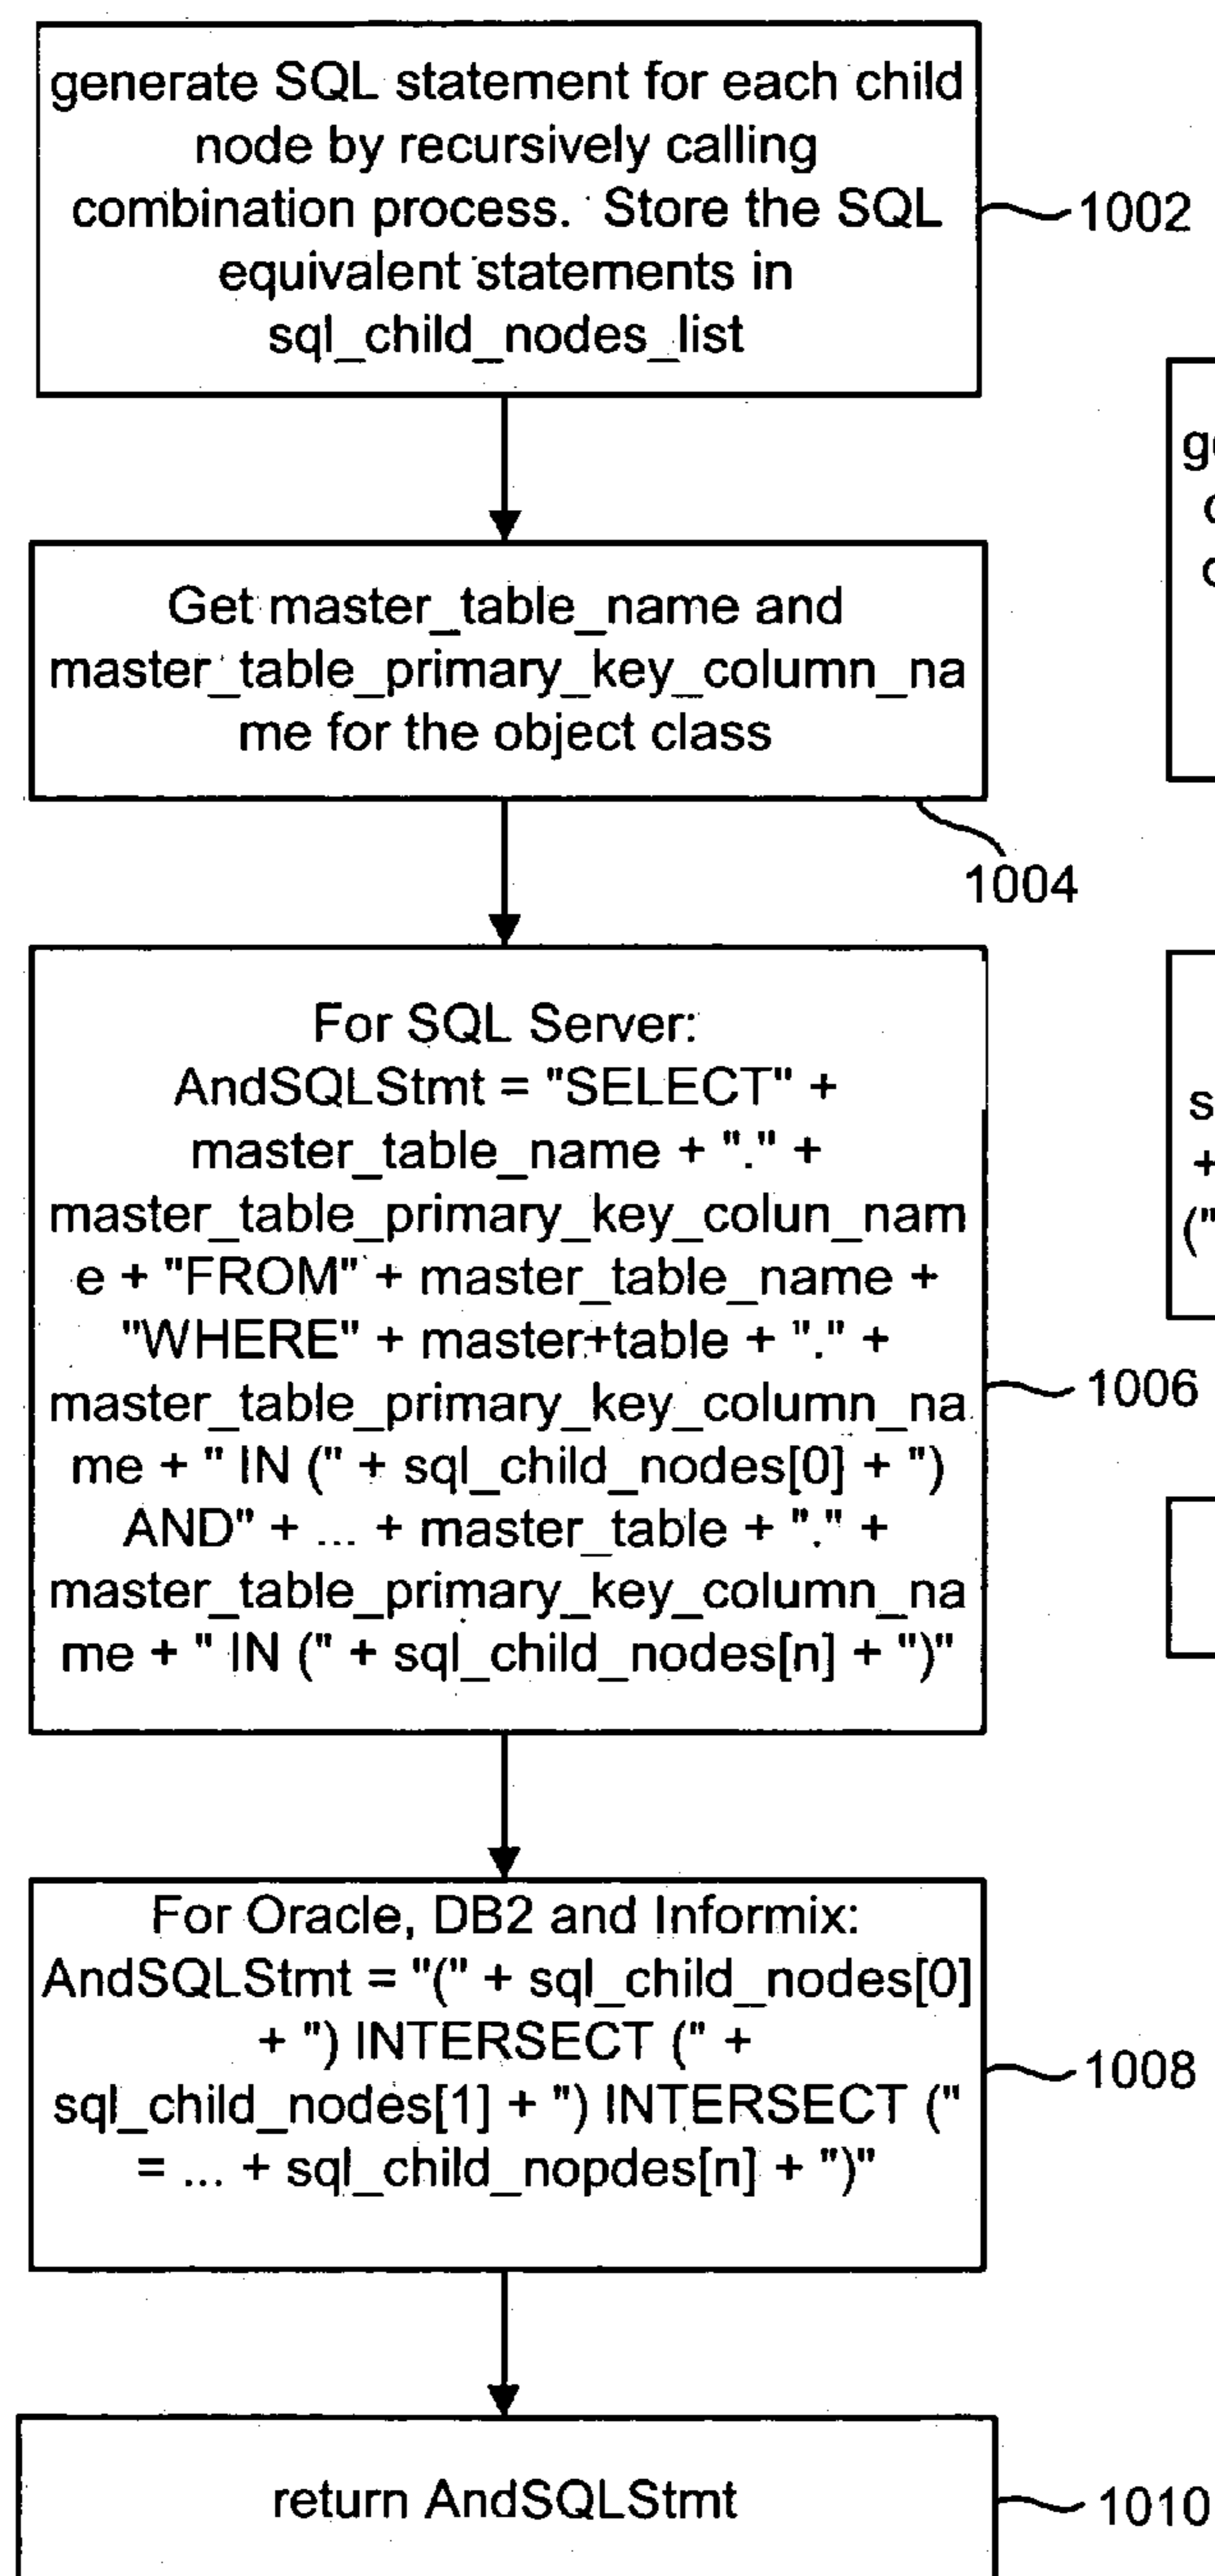 generate SQL statement for each child
node by recursively calling
combination process. Store the SQL
equivalent statements in
sql_child_nodes_list
1002
Get master_table_name and
master_table_primary_key_column_na
me for the object class
1004
For SQL Server:
AndSQLStmt = "SELECT" +
master_table_name + "." +
master_table_primary_key_colun_nam
e + "FROM" + master_table_name +
"WHERE" + master+table + "." +
master_table_primary_key_column_na
me + " IN (" + sql_child_nodes[0] + ")
AND" + ... + master_table + "." +
master_table_primary_key_column_na
me + " IN (" + sql_child_nodes[n] + ")"
1006
For Oracle, DB2 and Informix:
AndSQLStmt = "(" + sql_child_nodes[0]
+ ") INTERSECT (" +
sql_child_nodes[1] + ") INTERSECT ("
= ... + sql_child_nopdes[n] + ")"
1008
return AndSQLStmt
1010
s
+
("